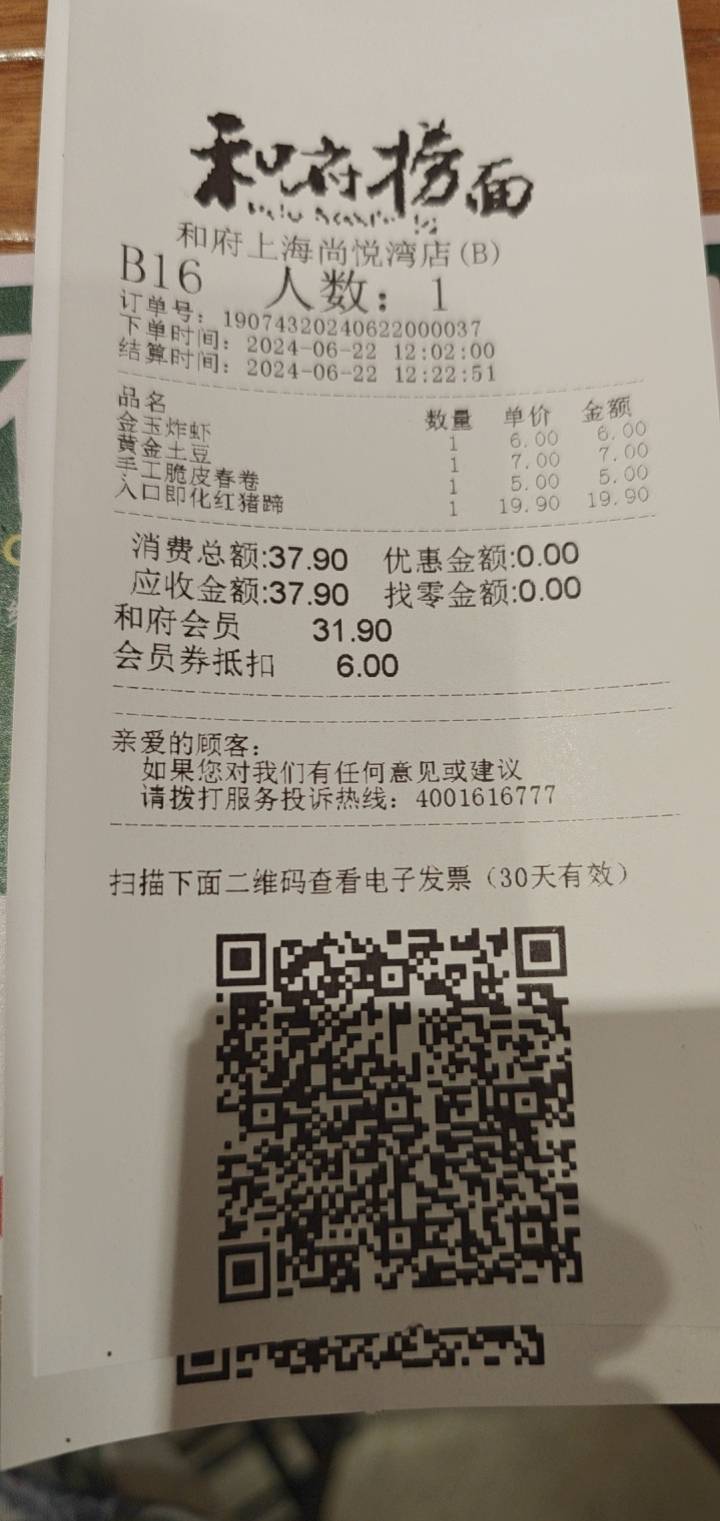 和府捞面
和府上海尚悦湾店(B)
B16 人数: 1
订单号: 19074320240622000037
下单时间: 2024-06-22 12:02:00
结算时间: 2024-06-22 12:22:51
品名 数量 单价 金额
金玉炸虾 1 6.00 6.00
黄金土豆 1 7.00 7.00
手工脆皮春卷 1 5.00 5.00
入口即化红猪蹄 1 19.90 19.90
消费总额:37.90 优惠金额:0.00
应收金额:37.90 找零金额:0.00
和府会员 31.90
会员券抵扣 6.00
亲爱的顾客:
如果您对我们有任何意见或建议
请拨打服务投诉热线: 4001616777
扫描下面二维码查看电子发票（30天有效）